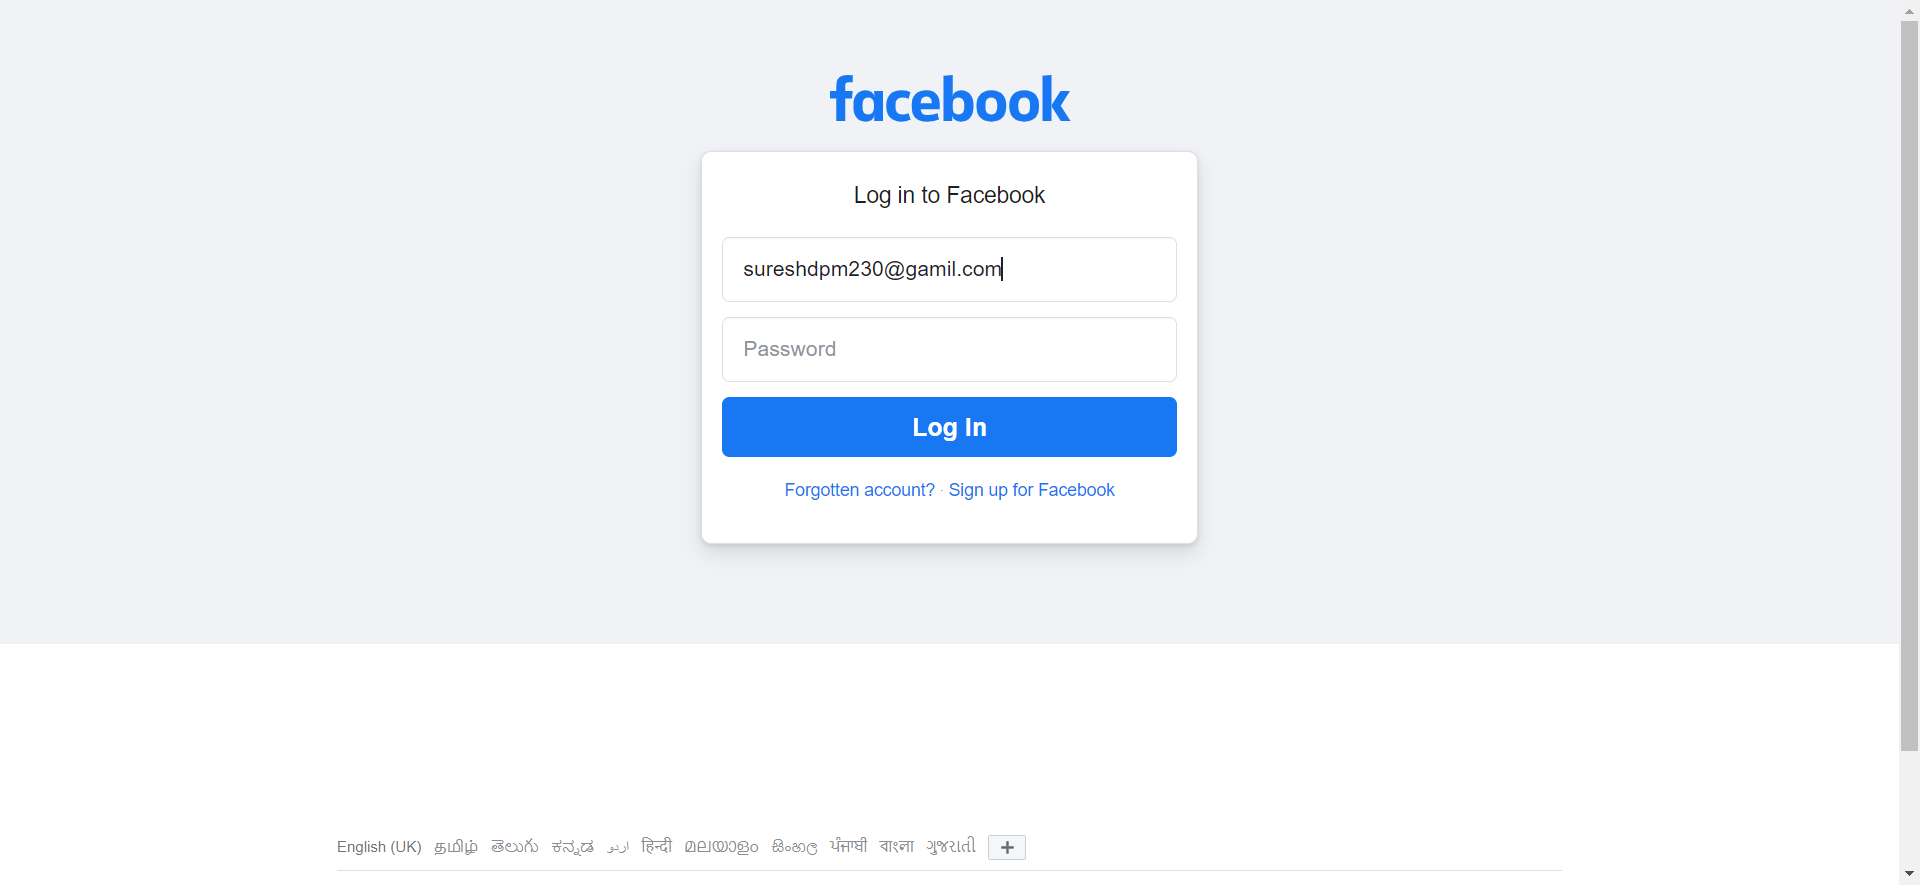 facebook
Log in to Facebook
sureshdpm230@gamil.com
Password
Log In
Forgotten account? · Sign up for Facebook
English (UK) தமிழ் తెలుగు ಕನ್ನಡ اردو हिन्दी മലയാളം සිංහල ਪੰਜਾਬੀ বাংলা ગુજરાતી